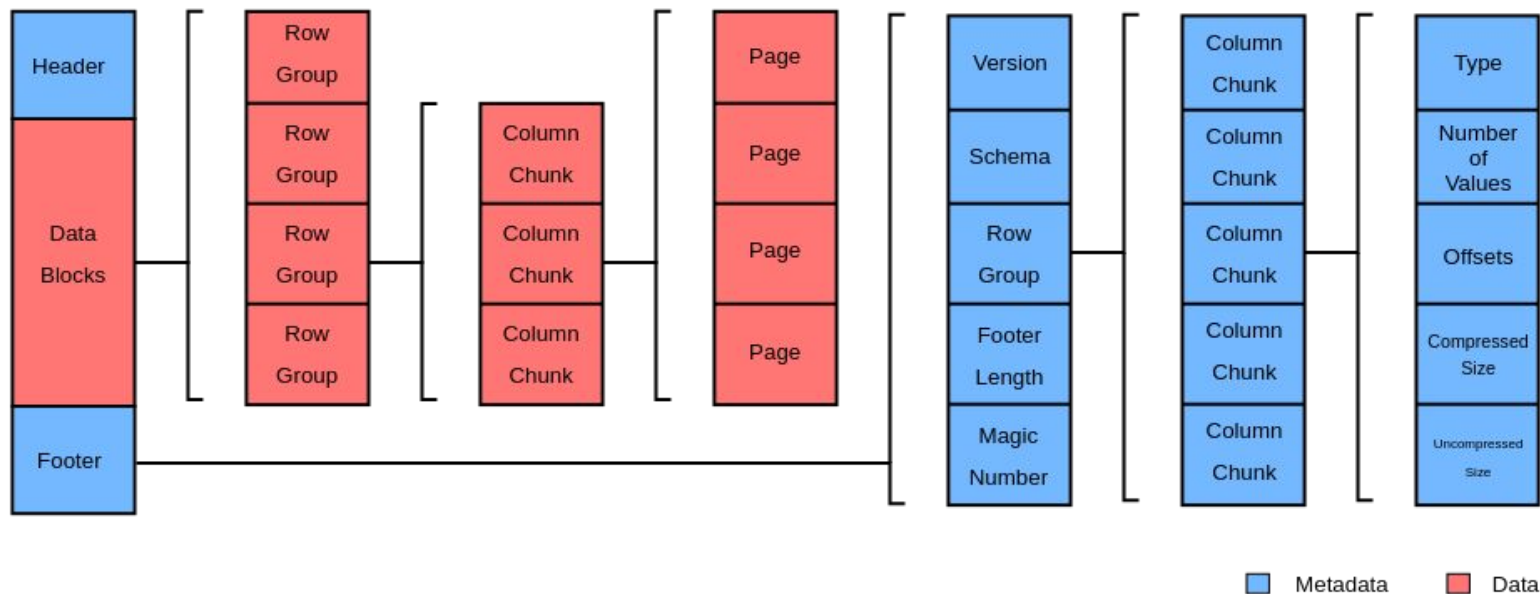 Header
Data
Blocks
Footer
Row
Group
Row
Group
Row
Group
Row
Group
Column
Chunk
Column
Chunk
Column
Chunk
Page
Page
Page
Page
Version
Schema
Row
Group
Footer
Length
Magic
Number
Column
Chunk
Column
Chunk
Column
Chunk
Column
Chunk
Column
Chunk
Type
Number
of
Values
Offsets
Compressed
Size
Uncompressed
Size
Metadata
Data